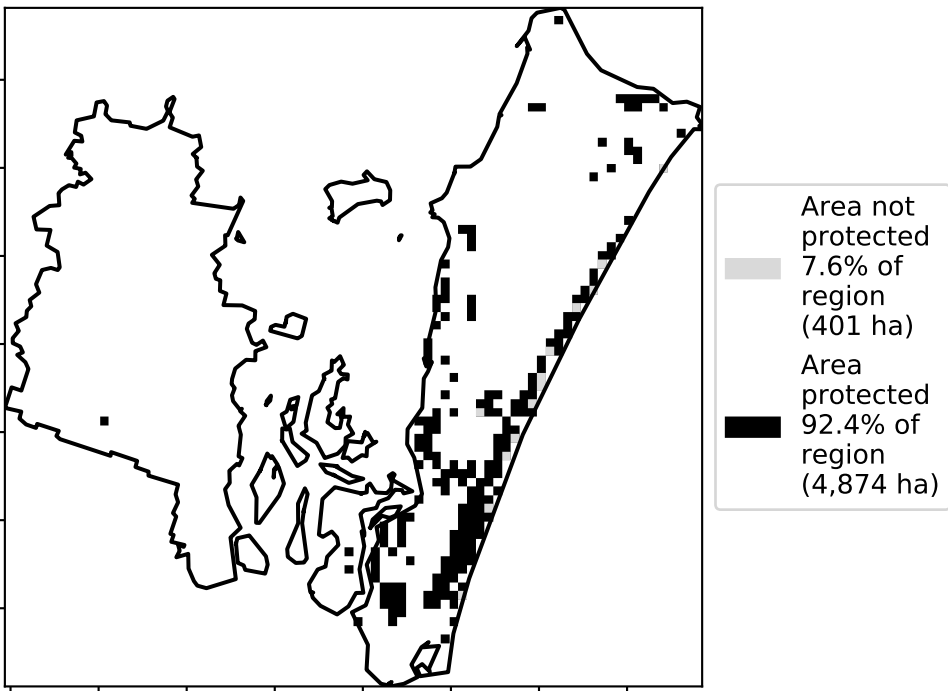 Area not
protected
7.6% of
region
(401 ha)
Area
protected
92.4% of
region
(4,874 ha)